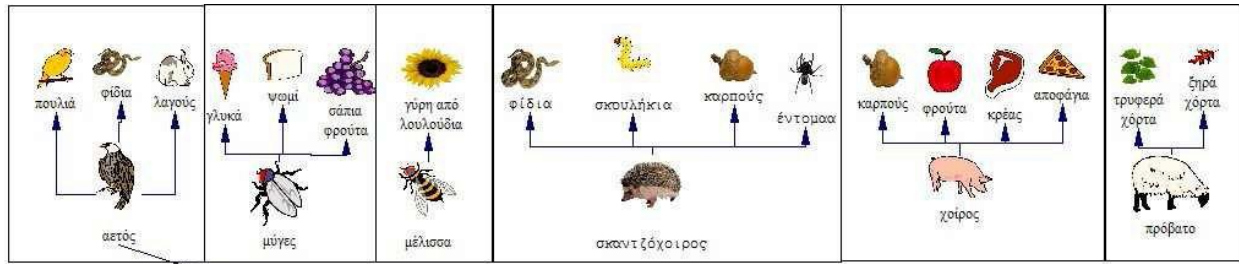 πουλιά
φίδια
λαγούς
αετός
γλυκά
ψωμί
σάπια
φρούτα
μύγες
γύρη από
λουλούδια
μέλισσα
φίδια
σκουλήκια
καρπούς
έντομαα
σκαντζόχοιρος
καρπούς
φρούτα
κρέας
αποφάγια
χοίρος
τρυφερά
χόρτα
ξηρά
χόρτα
πρόβατο